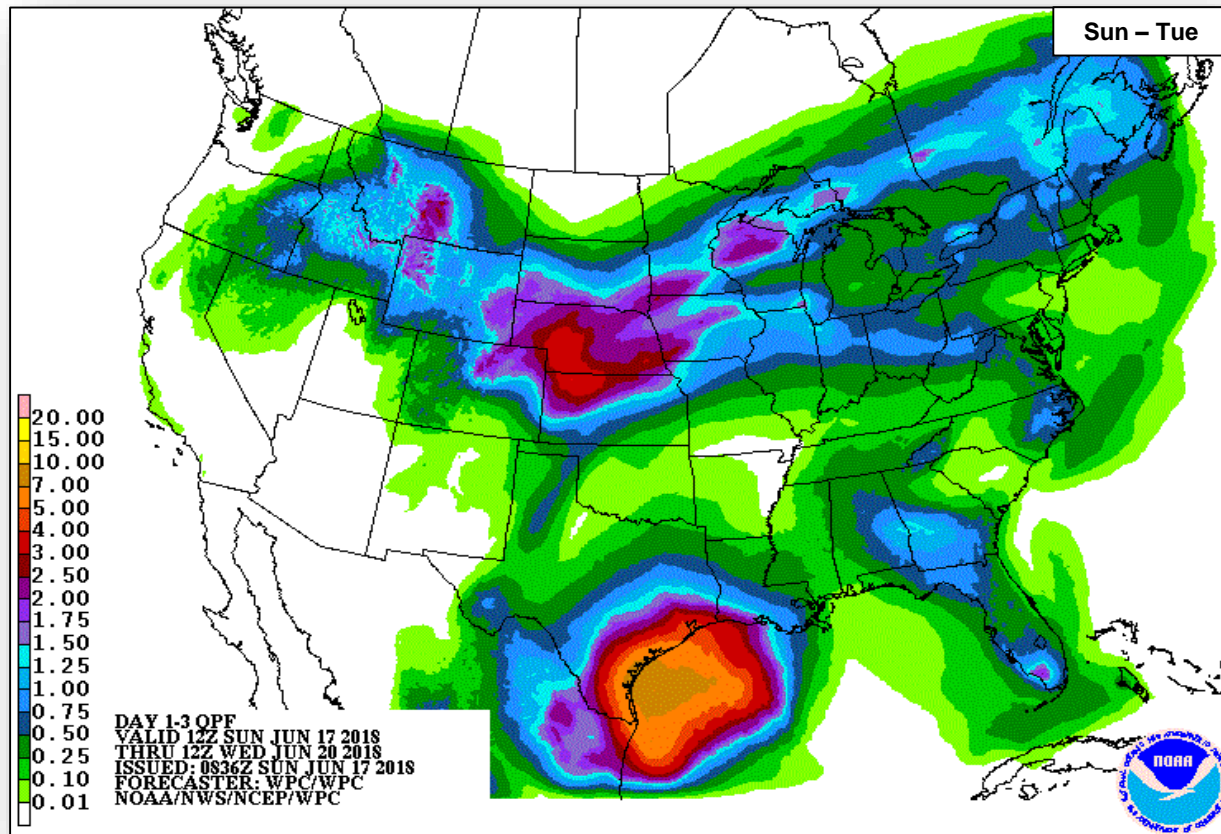 Sun – Tue
20.00
15.00
10.00
7.00
5.00
4.00
3.00
2.50
2.00
1.75
1.50
1.25
1.00
0.75
0.50
0.25
0.10
0.01
DAY 1-3 QPF
VALID 12Z SUN JUN 17 2018
THRU 12Z WED JUN 20 2018
ISSUED: 0836Z SUN JUN 17 2018
FORECASTER: WPC/WPC
NOAA/NWS/NCEP/WPC
NOAA